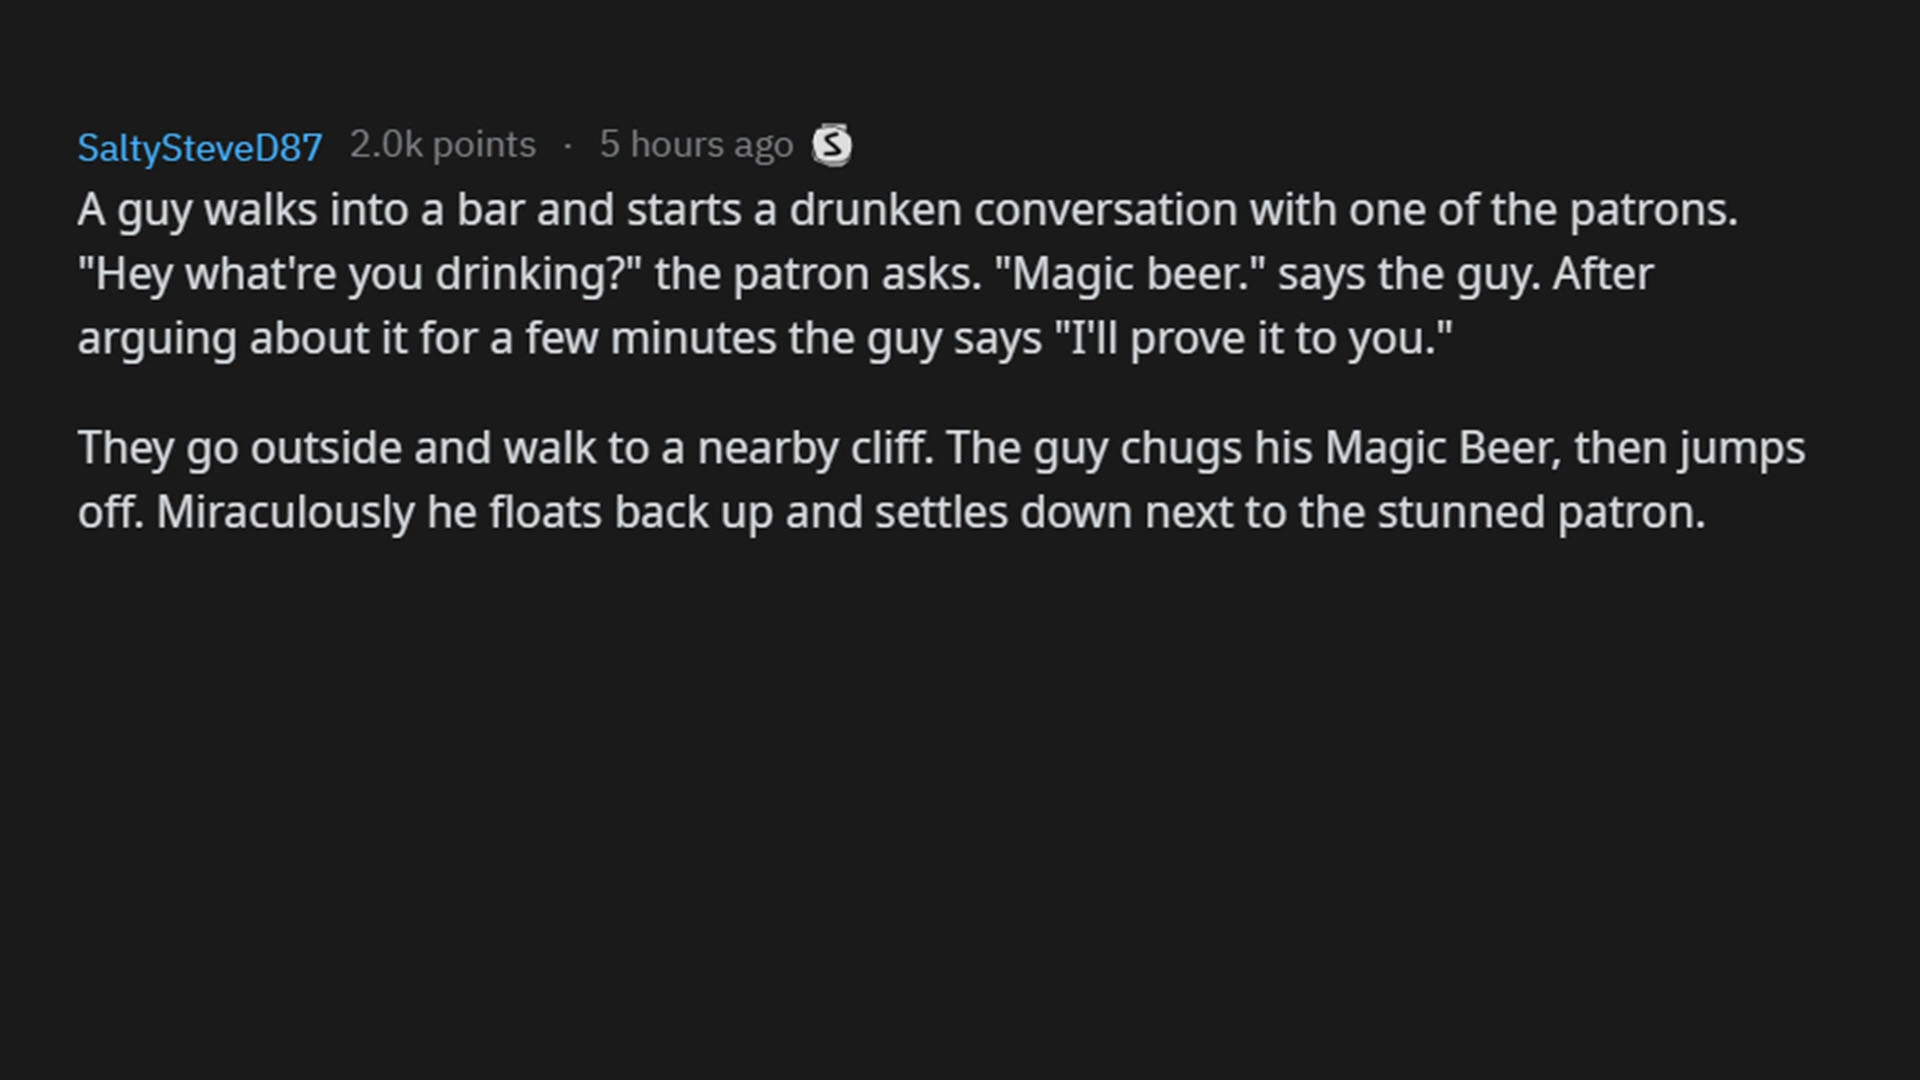 SaltySteveD87 2.0k points · 5 hours ago S
A guy walks into a bar and starts a drunken conversation with one of the patrons.
"Hey what're you drinking?" the patron asks. "Magic beer." says the guy. After
arguing about it for a few minutes the guy says "I'll prove it to you."
They go outside and walk to a nearby cliff. The guy chugs his Magic Beer, then jumps
off. Miraculously he floats back up and settles down next to the stunned patron.